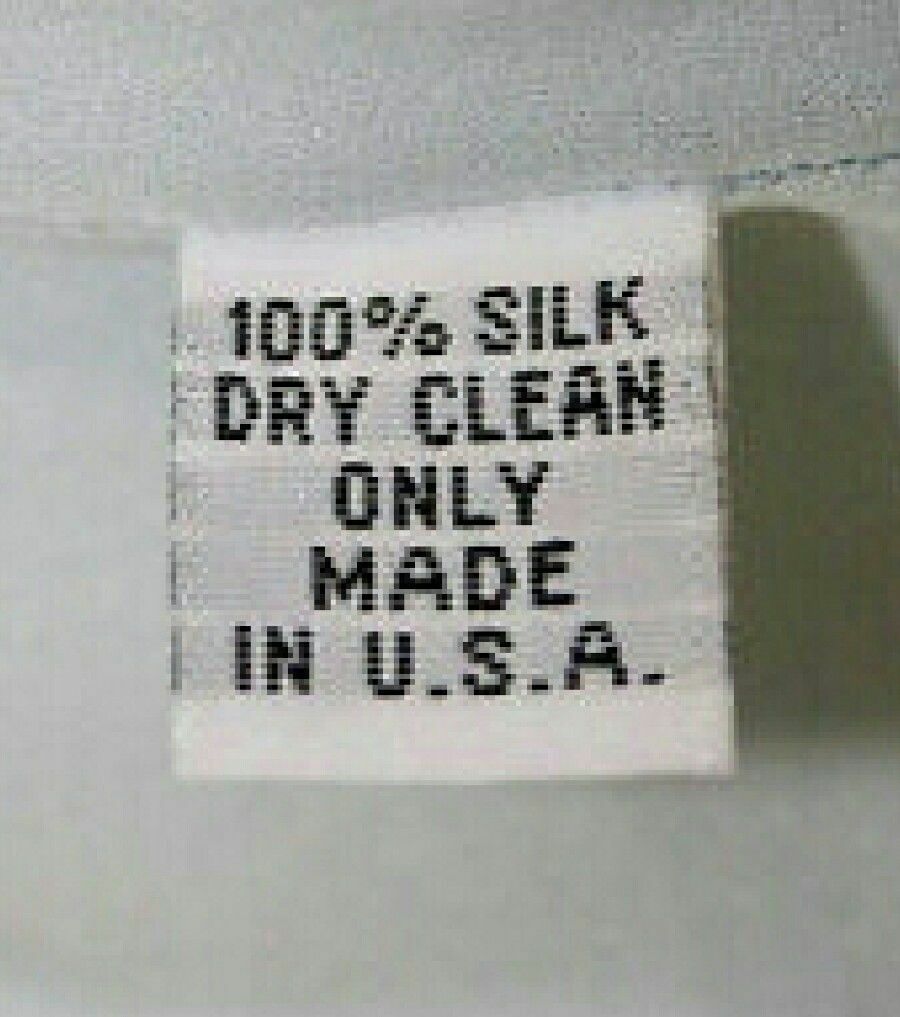 100% SILK
DRY CLEAN
ONLY
MADE
IN U.S.A.